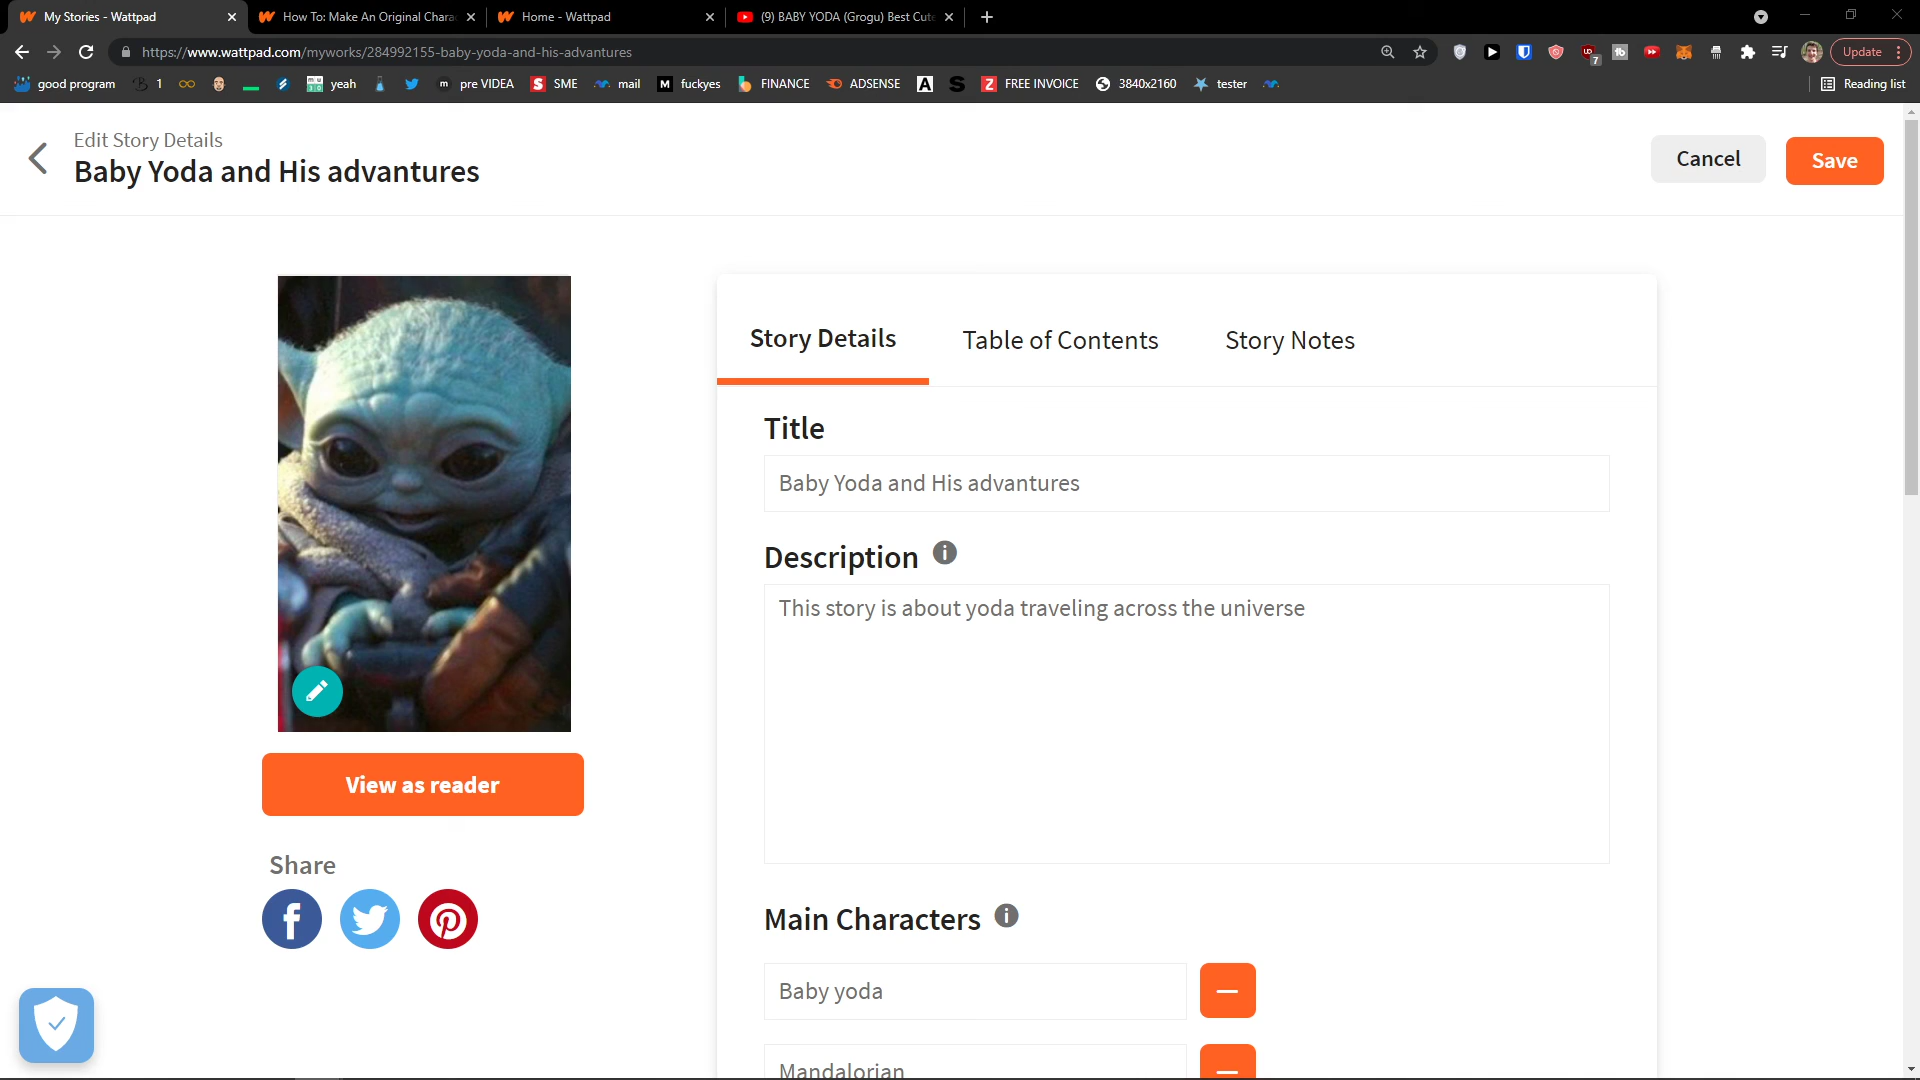 My Stories - Wattpad
How To: Make An Original Charac
Home - Wattpad
(9) BABY YODA (Grogu) Best Cute
https://www.wattpad.com/myworks/284992155-baby-yoda-and-his-advantures
7
Update
good program
1
yeah
pre VIDEA
SME
mail
fuckyes
FINANCE
ADSENSE
FREE INVOICE
3840x2160
tester
Reading list
Edit Story Details
Baby Yoda and His advantures
Cancel
Save
Story Details
Table of Contents
Story Notes
Title
Baby Yoda and His advantures
Description
This story is about yoda traveling across the universe
View as reader
Share
Main Characters
Baby yoda
Mandalorian